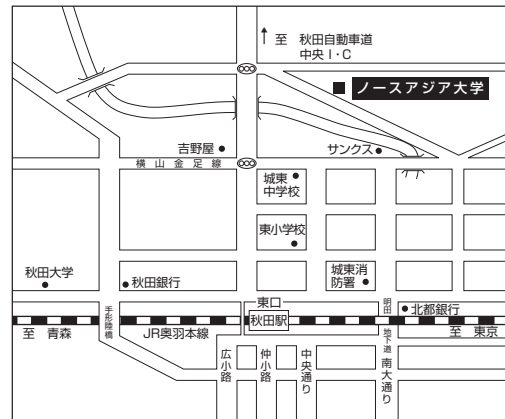 至 秋田自動車道
中央I・C
ノースアジア大学
吉野屋
サンクス
横山金足線
城東
中学校
東小学校
秋田大学
秋田銀行
城東消
防署
手形陸橋
東口
秋田駅
明田
地下道
北都銀行
至 青森
JR奥羽本線
至 東京
広小路
仲小路
中央通り
南大通り